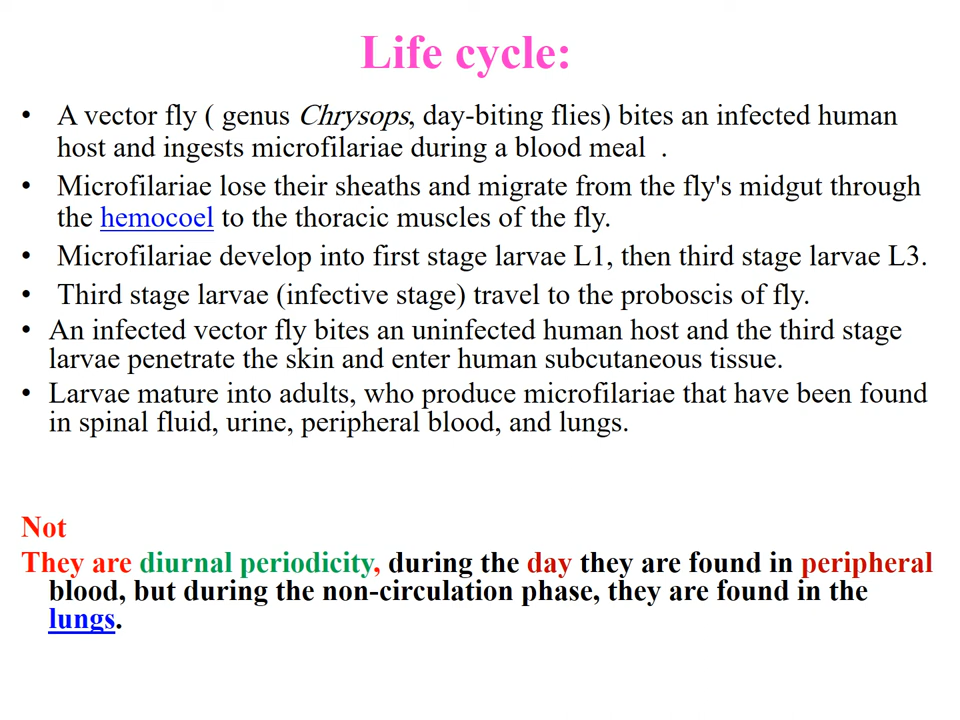 Life cycle:
• A vector fly ( genus Chrysops, day-biting flies) bites an infected human
host and ingests microfilariae during a blood meal .
• Microfilariae lose their sheaths and migrate from the fly's midgut through
the hemocoel to the thoracic muscles of the fly.
• Microfilariae develop into first stage larvae L1, then third stage larvae L3.
• Third stage larvae (infective stage) travel to the proboscis of fly.
• An infected vector fly bites an uninfected human host and the third stage
larvae penetrate the skin and enter human subcutaneous tissue.
• Larvae mature into adults, who produce microfilariae that have been found
in spinal fluid, urine, peripheral blood, and lungs.
Not
They are diurnal periodicity, during the day they are found in peripheral
blood, but during the non-circulation phase, they are found in the
lungs.